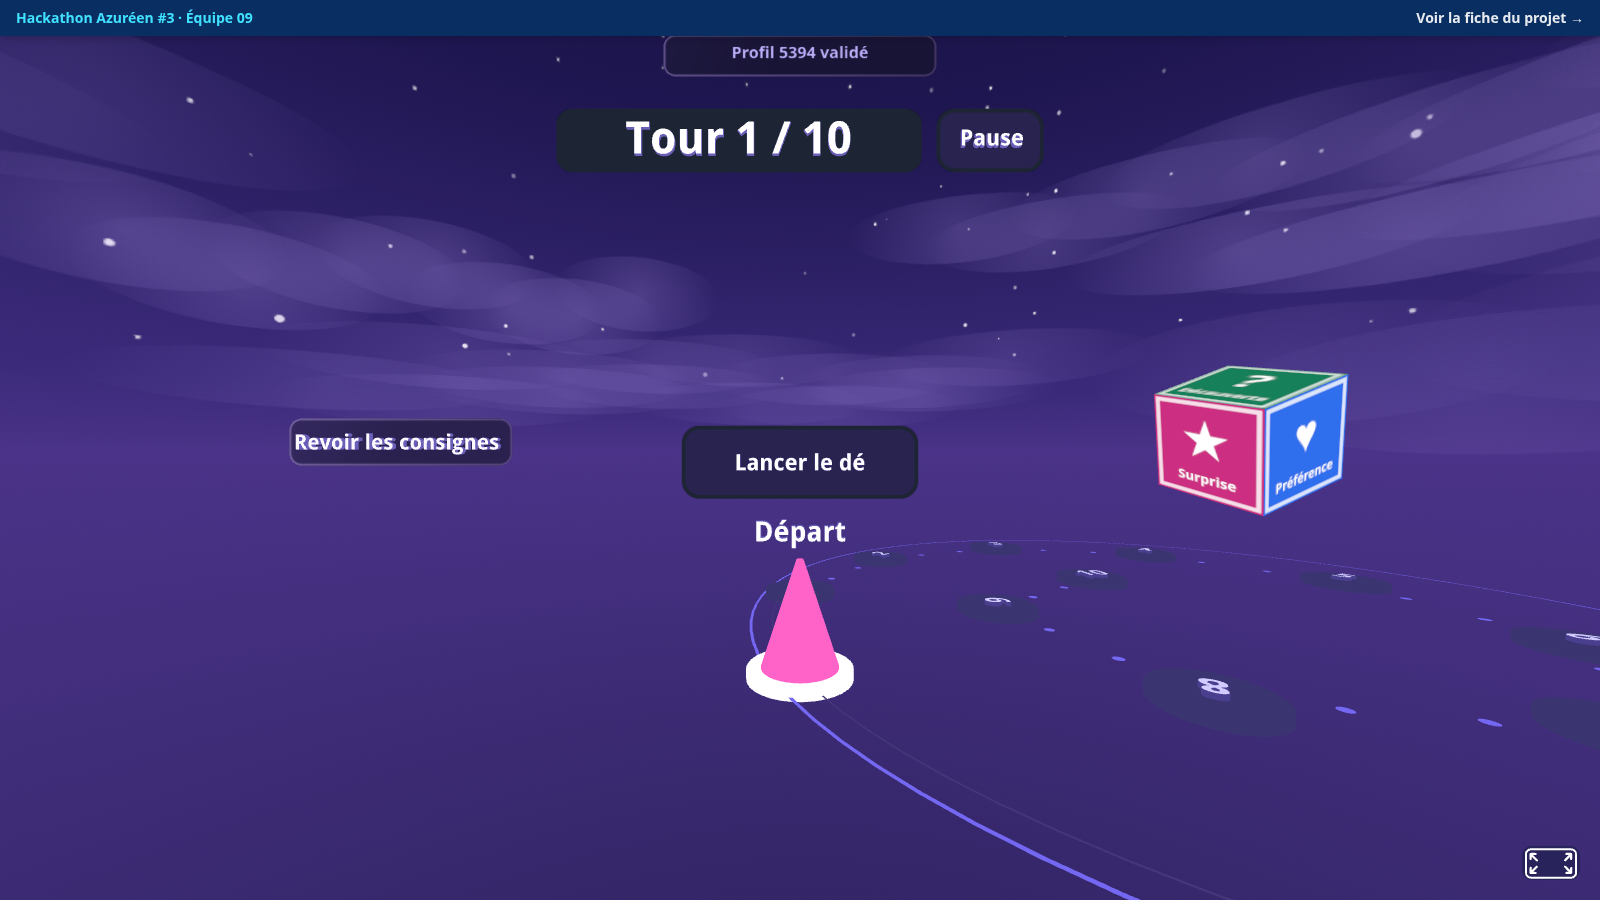 Hackathon Azuréen #3 · Équipe 09
Voir la fiche du projet →
Profil 5394 validé
Tour 1 / 10
Pause
?
Surprise
Préférence
Revoir les consignes
Lancer le dé
Départ
10
8